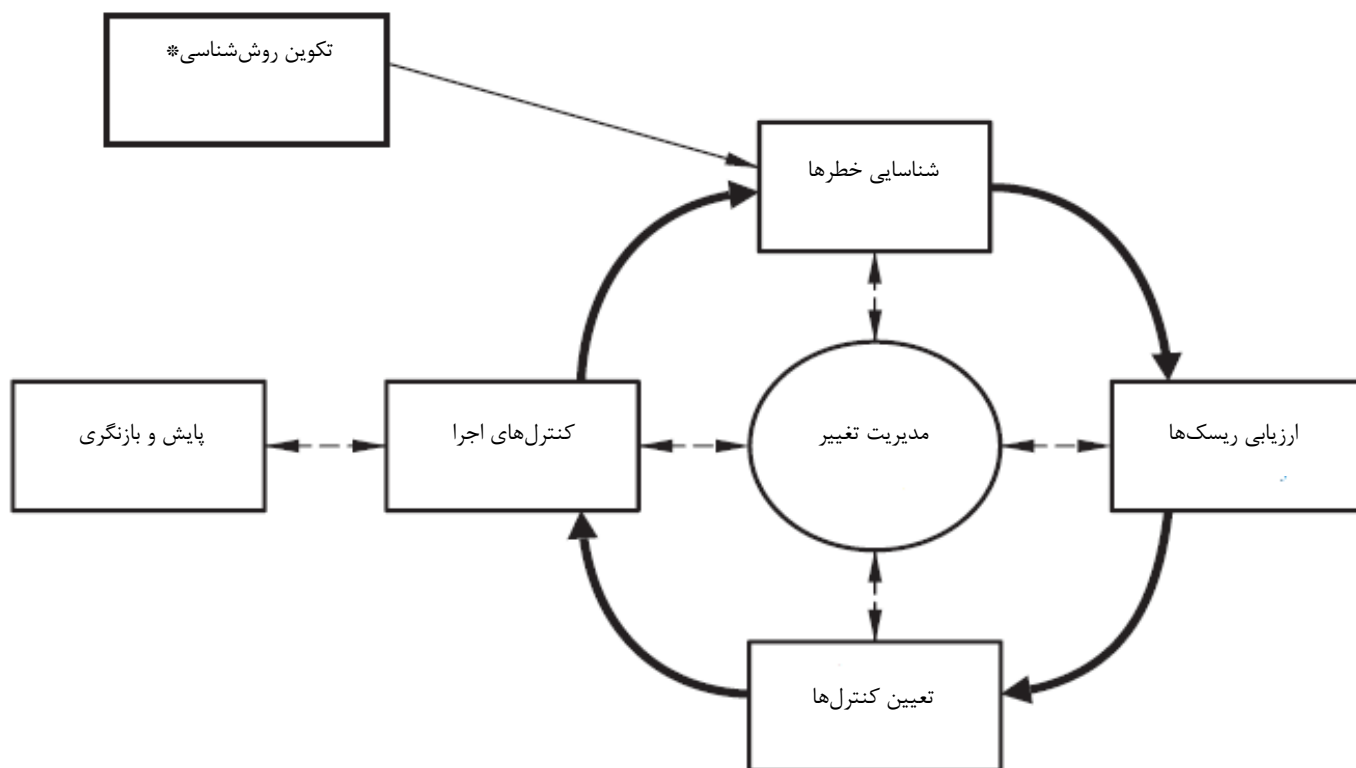 تکوین روش‌شناسی*
شناسایی خطرها
ارزیابی ریسک‌ها
مدیریت تغییر
کنترل‌های اجرا
پایش و بازنگری
تعیین کنترل‌ها